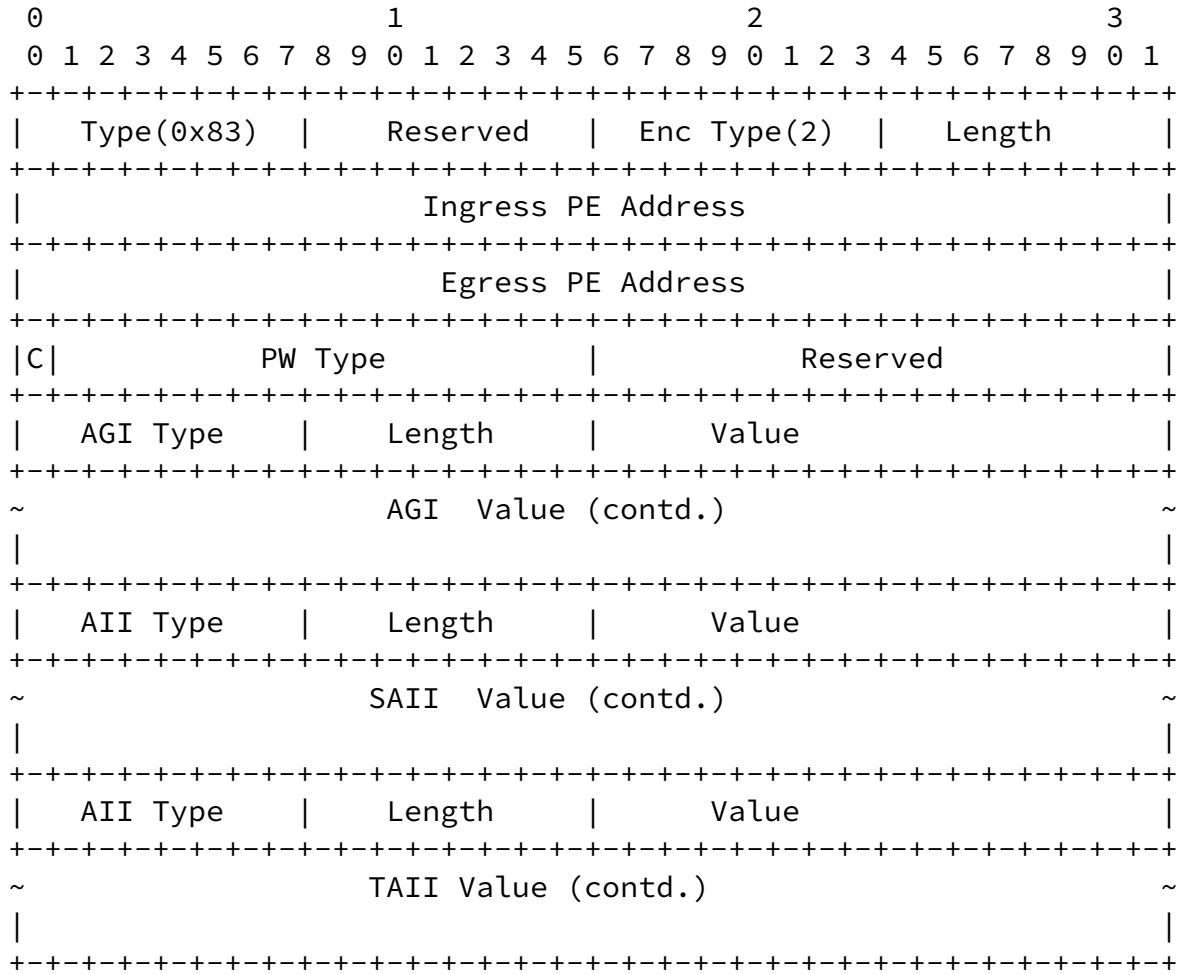 0                   1                   2                   3
 0 1 2 3 4 5 6 7 8 9 0 1 2 3 4 5 6 7 8 9 0 1 2 3 4 5 6 7 8 9 0 1
+-+-+-+-+-+-+-+-+-+-+-+-+-+-+-+-+-+-+-+-+-+-+-+-+-+-+-+-+-+-+-+-+
|   Type(0x83)  |    Reserved   |  Enc Type(2)  |   Length      |
+-+-+-+-+-+-+-+-+-+-+-+-+-+-+-+-+-+-+-+-+-+-+-+-+-+-+-+-+-+-+-+-+
|                      Ingress PE Address                       |
+-+-+-+-+-+-+-+-+-+-+-+-+-+-+-+-+-+-+-+-+-+-+-+-+-+-+-+-+-+-+-+-+
|                       Egress PE Address                       |
+-+-+-+-+-+-+-+-+-+-+-+-+-+-+-+-+-+-+-+-+-+-+-+-+-+-+-+-+-+-+-+-+
|C|           PW Type           |           Reserved            |
+-+-+-+-+-+-+-+-+-+-+-+-+-+-+-+-+-+-+-+-+-+-+-+-+-+-+-+-+-+-+-+-+
|   AGI Type    |    Length     |      Value                    |
+-+-+-+-+-+-+-+-+-+-+-+-+-+-+-+-+-+-+-+-+-+-+-+-+-+-+-+-+-+-+-+-+
~                    AGI  Value (contd.)                        ~
|                                                               |
+-+-+-+-+-+-+-+-+-+-+-+-+-+-+-+-+-+-+-+-+-+-+-+-+-+-+-+-+-+-+-+-+
|   AII Type    |    Length     |      Value                    |
+-+-+-+-+-+-+-+-+-+-+-+-+-+-+-+-+-+-+-+-+-+-+-+-+-+-+-+-+-+-+-+-+
~                   SAII  Value (contd.)                        ~
|                                                               |
+-+-+-+-+-+-+-+-+-+-+-+-+-+-+-+-+-+-+-+-+-+-+-+-+-+-+-+-+-+-+-+-+
|   AII Type    |    Length     |      Value                    |
+-+-+-+-+-+-+-+-+-+-+-+-+-+-+-+-+-+-+-+-+-+-+-+-+-+-+-+-+-+-+-+-+
~                   TAII Value (contd.)                         ~
|                                                               |
+-+-+-+-+-+-+-+-+-+-+-+-+-+-+-+-+-+-+-+-+-+-+-+-+-+-+-+-+-+-+-+-+